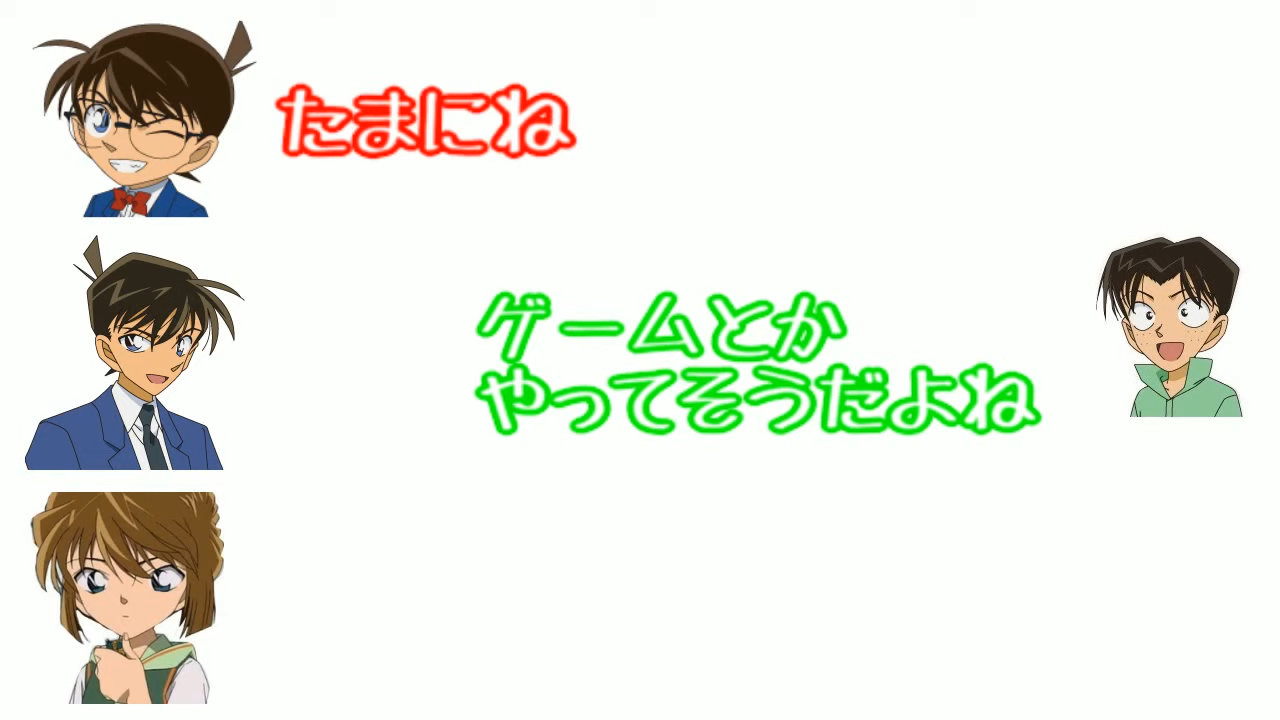 たまにね
ゲームとか
やってそうだよね